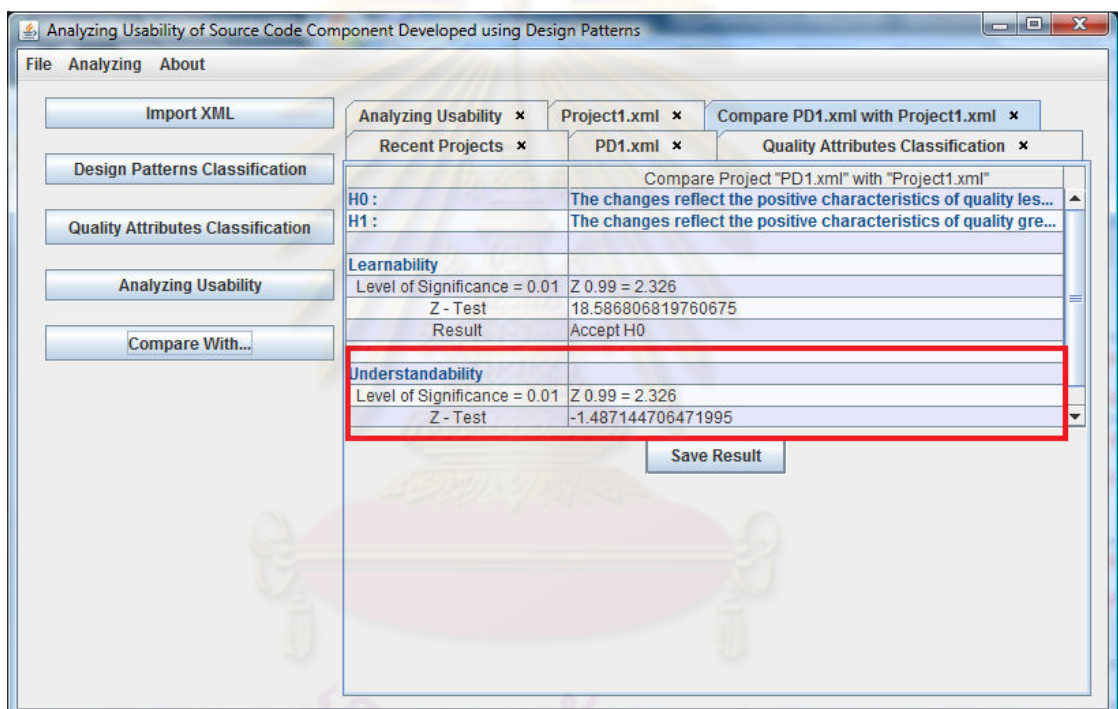 Analyzing Usability of Source Code Component Developed using Design Patterns
File Analyzing About
Import XML
Design Patterns Classification
Quality Attributes Classification
Analyzing Usability
Compare With...
Analyzing Usability × Project1.xml × Compare PD1.xml with Project1.xml ×
Recent Projects × PD1.xml × Quality Attributes Classification ×
Compare Project "PD1.xml" with "Project1.xml"
H0 : The changes reflect the positive characteristics of quality les...
H1 : The changes reflect the positive characteristics of quality gre...
Learnability
Level of Significance = 0.01 Z 0.99 = 2.326
Z - Test 18.586806819760675
Result Accept H0
Understandability
Level of Significance = 0.01 Z 0.99 = 2.326
Z - Test -1.487144706471995
Save Result